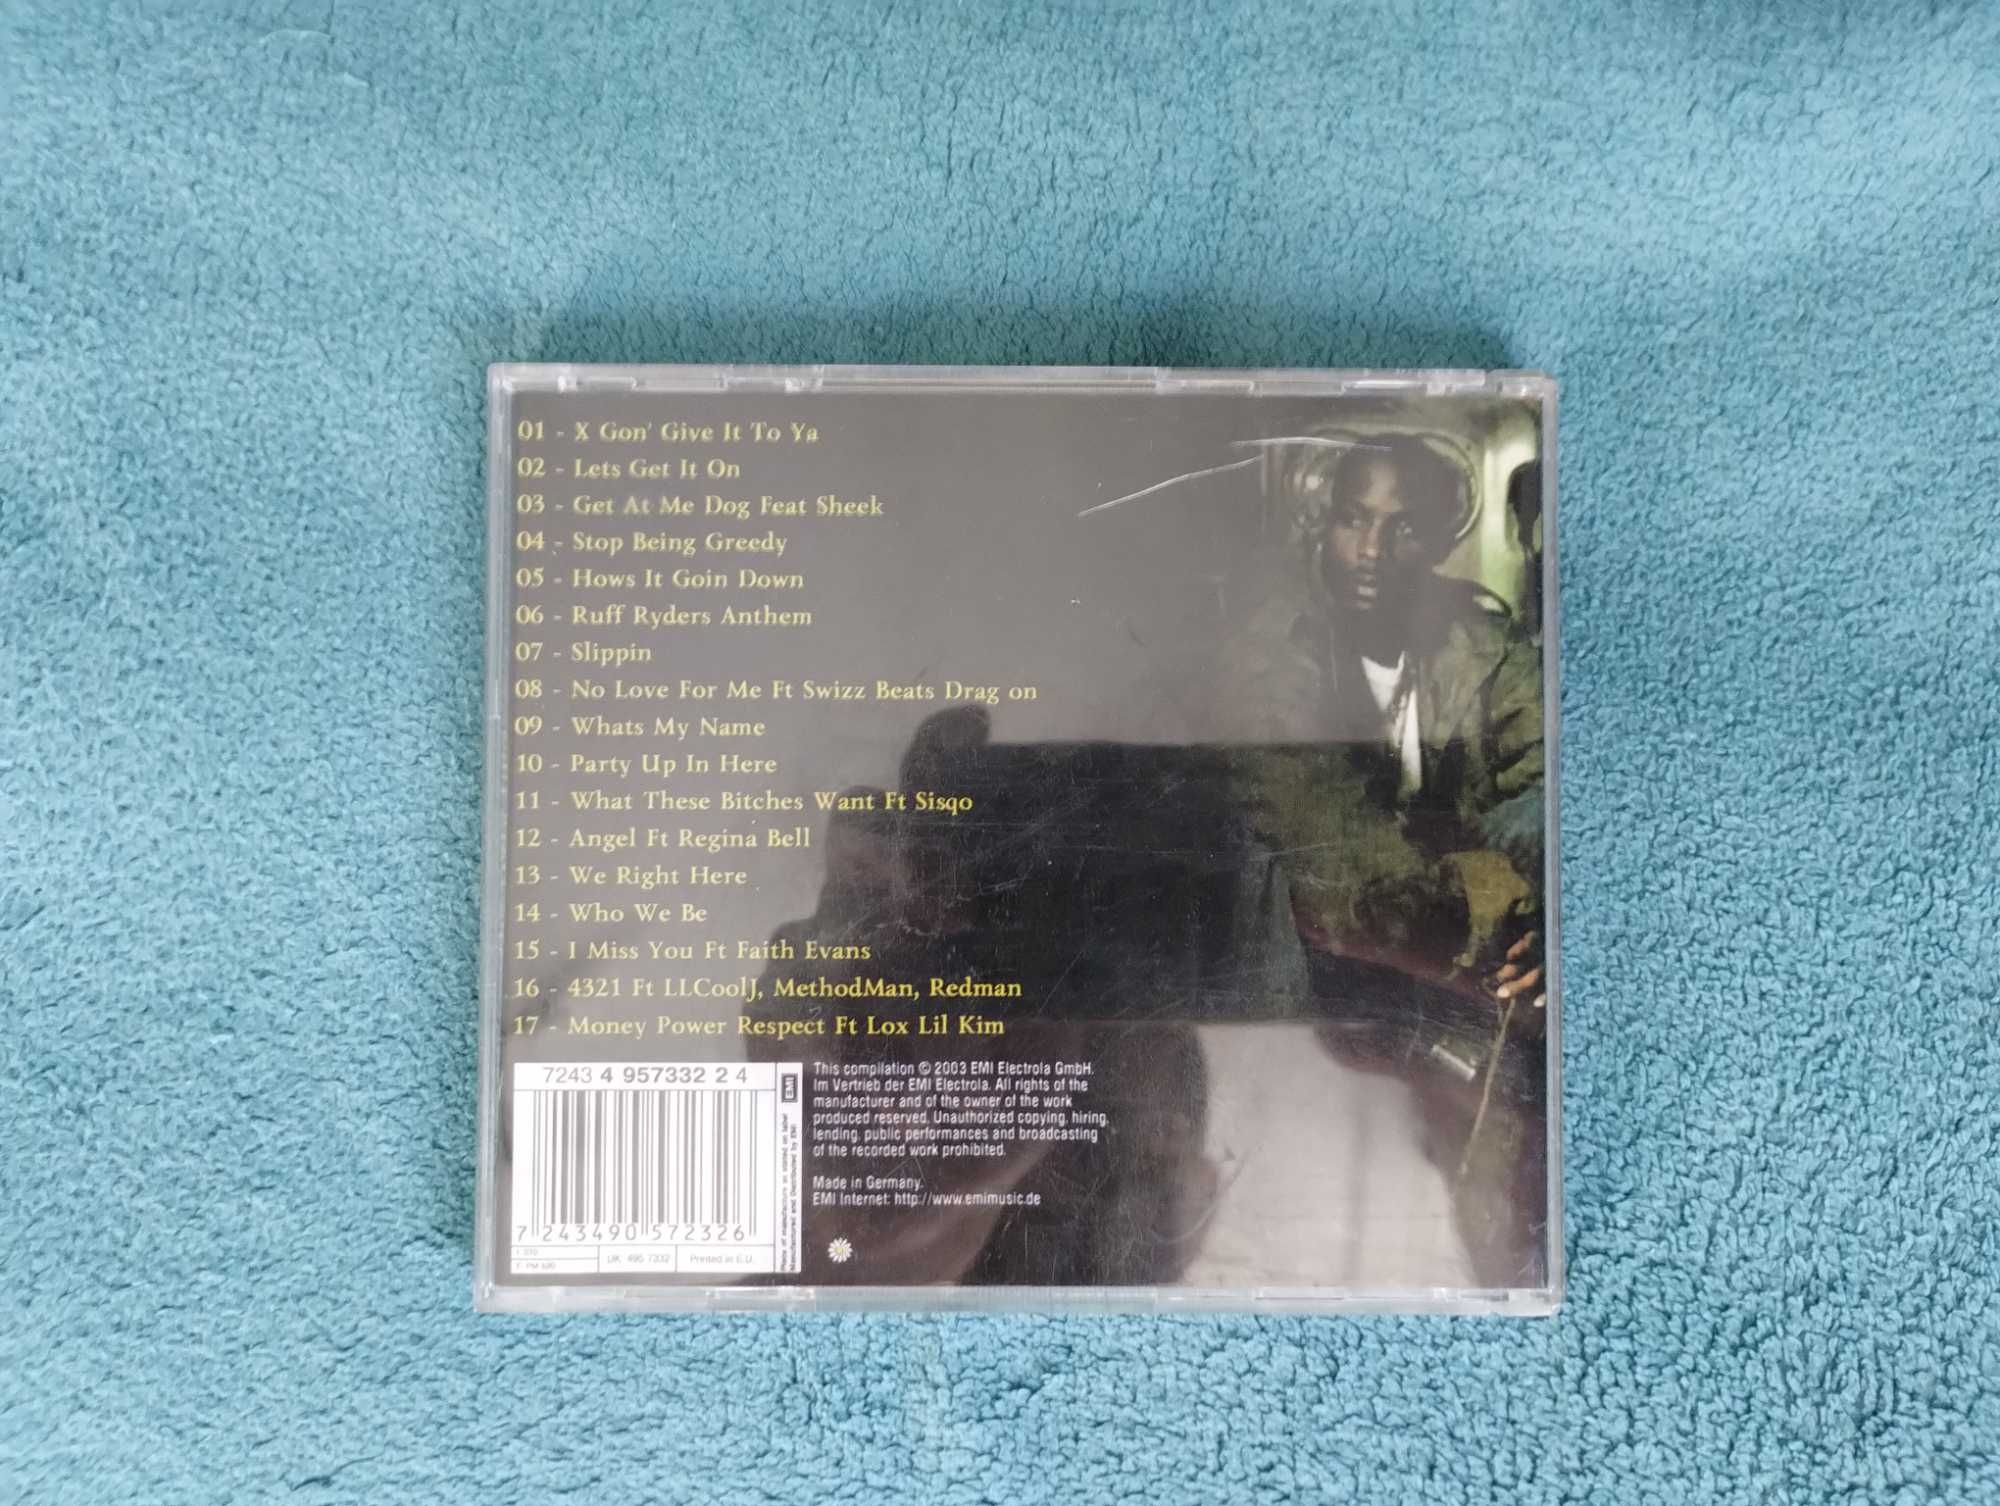 01 - X Gon' Give It To Ya
02 - Lets Get It On
03 - Get At Me Dog Feat Sheek
04 - Stop Being Greedy
05 - Hows It Goin Down
06 - Ruff Ryders Anthem
07 - Slippin
08 - No Love For Me Ft Swizz Beats Drag on
09 - Whats My Name
10 - Party Up In Here
11 - What These Bitches Want Ft Sisqo
12 - Angel Ft Regina Bell
13 - We Right Here
14 - Who We Be
15 - I Miss You Ft Faith Evans
16 - 4321 Ft LLCoolJ, MethodMan, Redman
17 - Money Power Respect Ft Lox Lil Kim
7243 4 957332 2 4
7 243490 572326
UK 495 7332
Printed in E.U.
EMI
Manufactured and Distributed by EMI
This compilation © 2003 EMI Electrola GmbH.
Im Vertrieb der EMI Electrola. All rights of the
manufacturer and of the owner of the work
produced reserved. Unauthorized copying, hiring,
lending, public performances and broadcasting
of the recorded work prohibited.
Made in Germany.
EMI Internet: http://www.emimusic.de